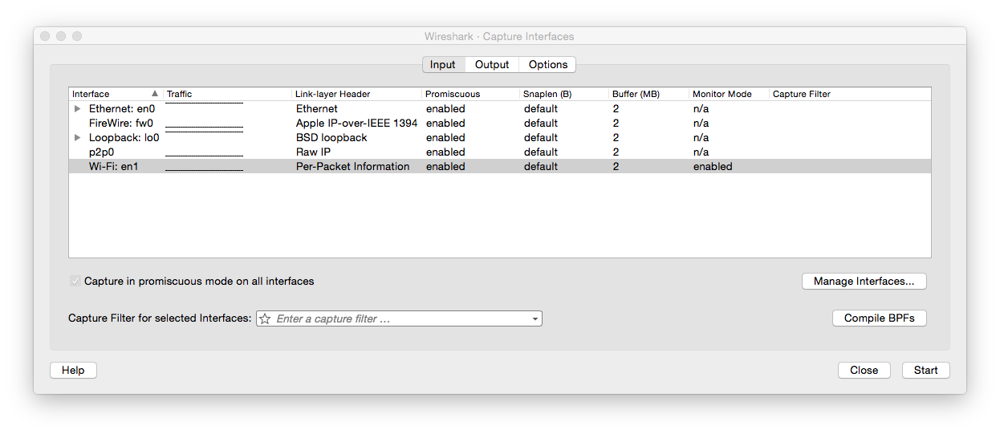 Wireshark · Capture Interfaces
Input Output Options
Interface Traffic Link-layer Header Promiscuous Snaplen (B) Buffer (MB) Monitor Mode Capture Filter
Ethernet: en0 Ethernet enabled default 2 n/a
FireWire: fw0 Apple IP-over-IEEE 1394 enabled default 2 n/a
Loopback: lo0 BSD loopback enabled default 2 n/a
p2p0 Raw IP enabled default 2 n/a
Wi-Fi: en1 Per-Packet Information enabled default 2 enabled
Capture in promiscuous mode on all interfaces Manage Interfaces...
Capture Filter for selected Interfaces: Enter a capture filter … Compile BPFs
Help Close Start